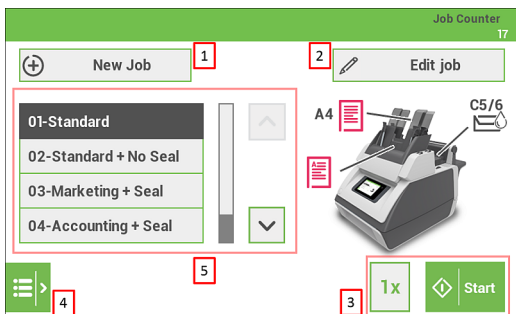 Job Counter
17
New Job
1
2
Edit job
01-Standard
02-Standard + No Seal
03-Marketing + Seal
04-Accounting + Seal
A4
C5/6
A
5
4
1x
3
Start